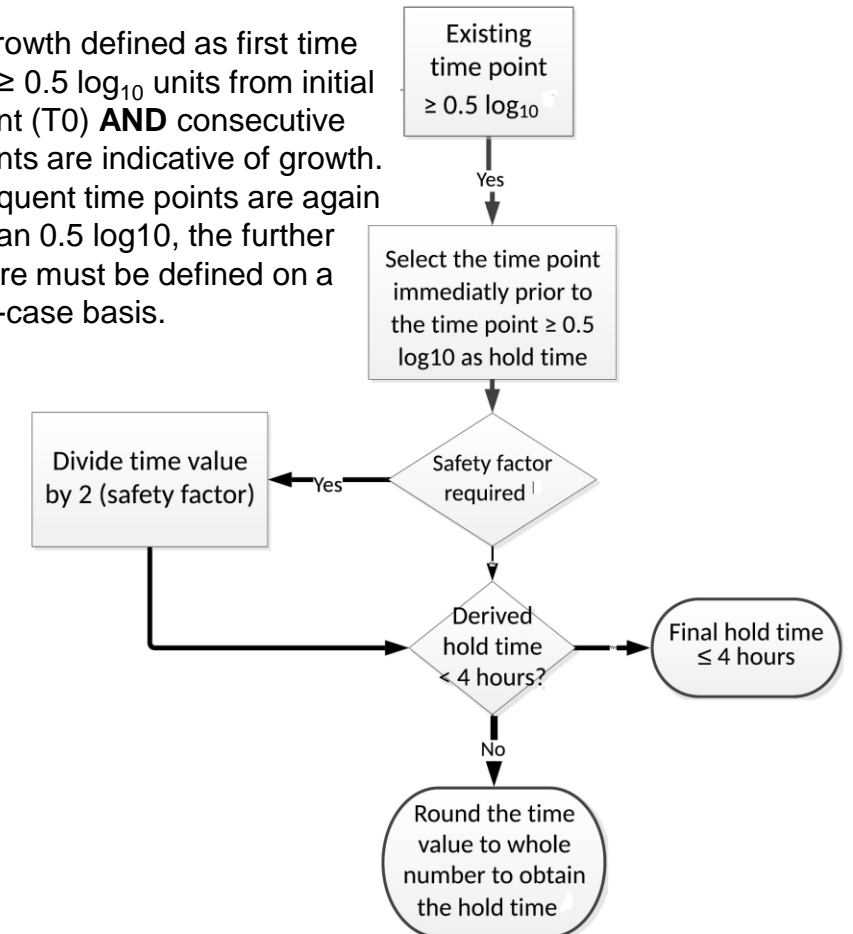 rowth defined as first time
≥ 0.5 log10 units from initial
nt (T0) AND consecutive
nts are indicative of growth.
quent time points are again
an 0.5 log10, the further
re must be defined on a
-case basis.
Existing
time point
≥ 0.5 log10
Yes
Select the time point
immediatly prior to
the time point ≥ 0.5
log10 as hold time
Safety factor
required
Yes
Divide time value
by 2 (safety factor)
Derived
hold time
< 4 hours?
Final hold time
≤ 4 hours
No
Round the time
value to whole
number to obtain
the hold time